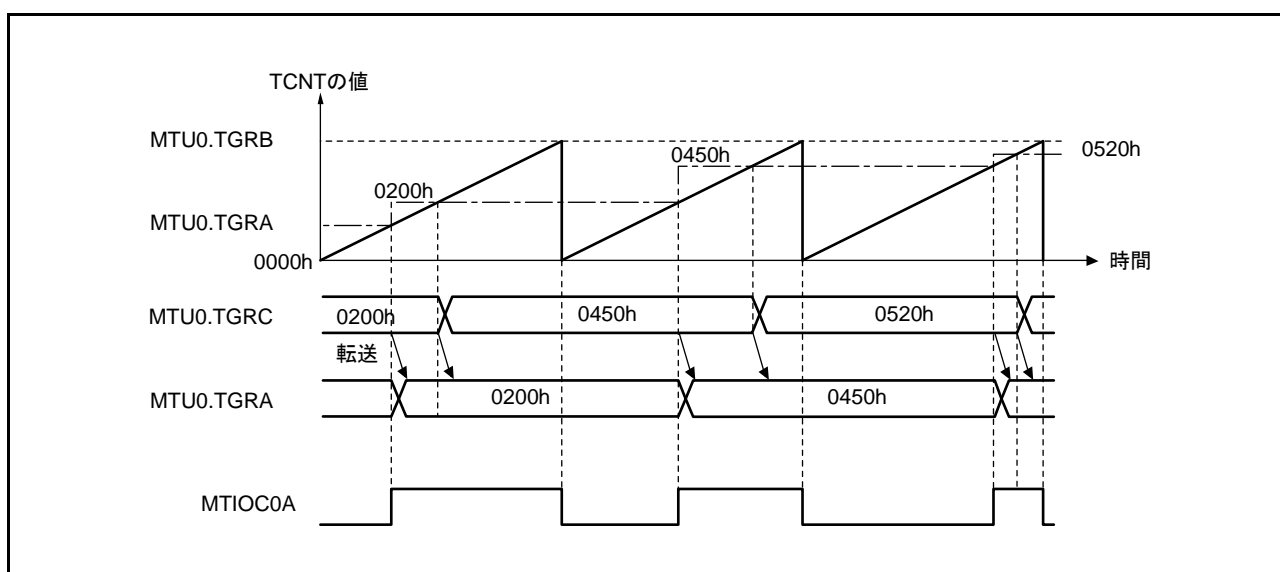 TCNTの値
MTU0.TGRB
0520h
0450h
0200h
MTU0.TGRA
0000h
時間
MTU0.TGRC
0200h
0450h
0520h
転送
MTU0.TGRA
0200h
0450h
MTIOC0A